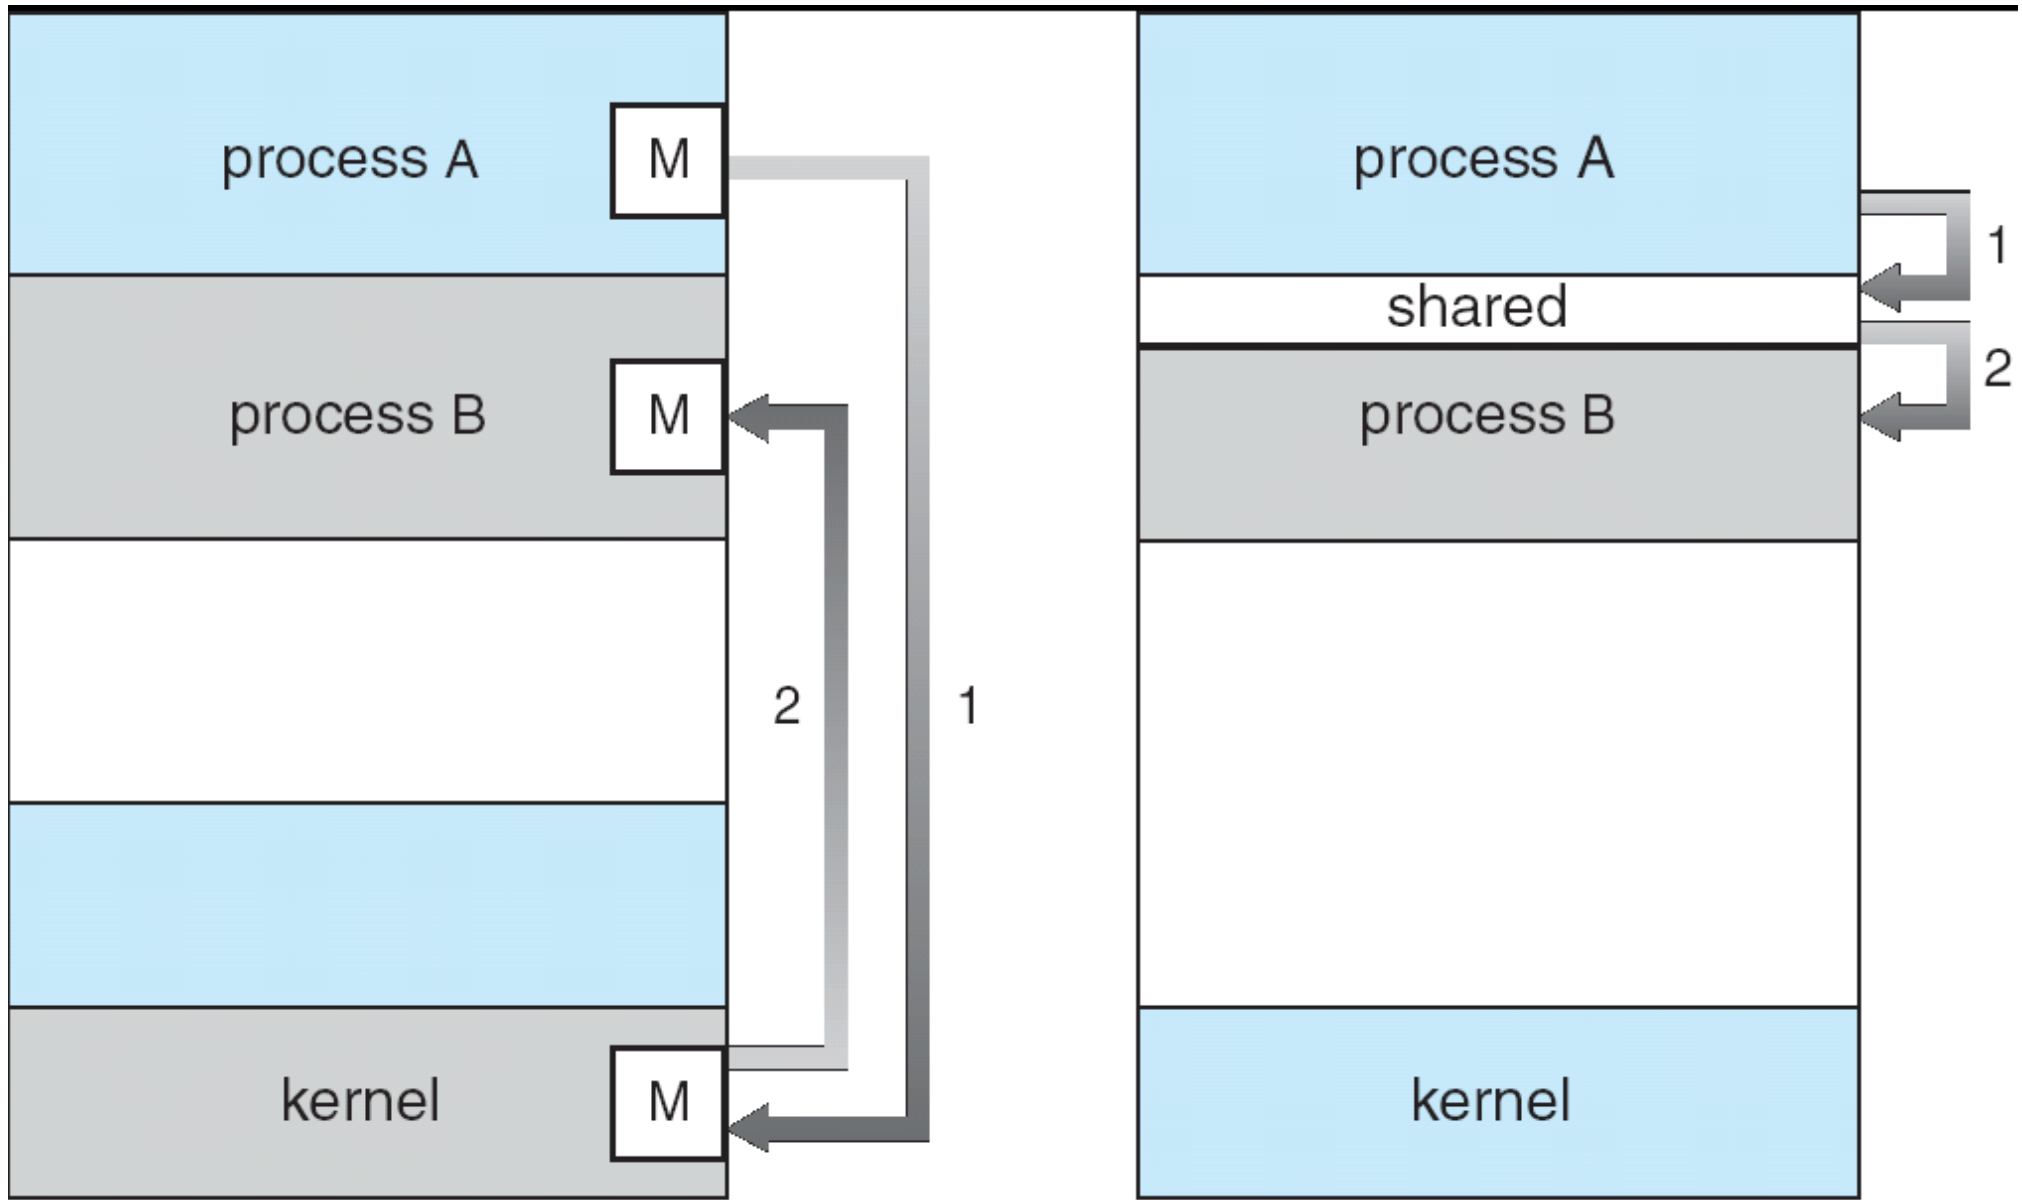 process A
M
process B
M
2
1
kernel
M
process A
1
shared
2
process B
kernel